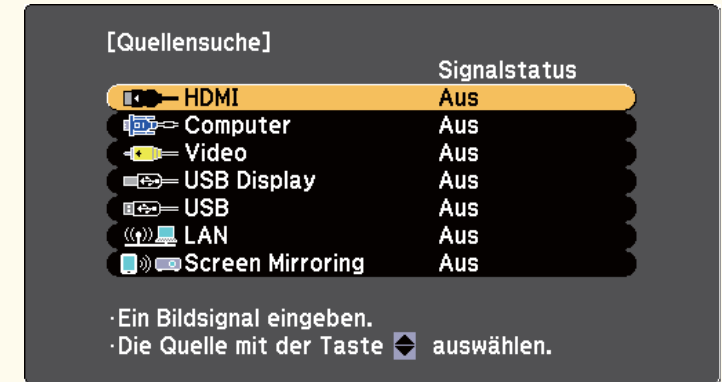 [Quellensuche]
Signalstatus
HDMI Aus
Computer Aus
Video Aus
USB Display Aus
USB Aus
LAN Aus
Screen Mirroring Aus
·Ein Bildsignal eingeben.
·Die Quelle mit der Taste auswählen.